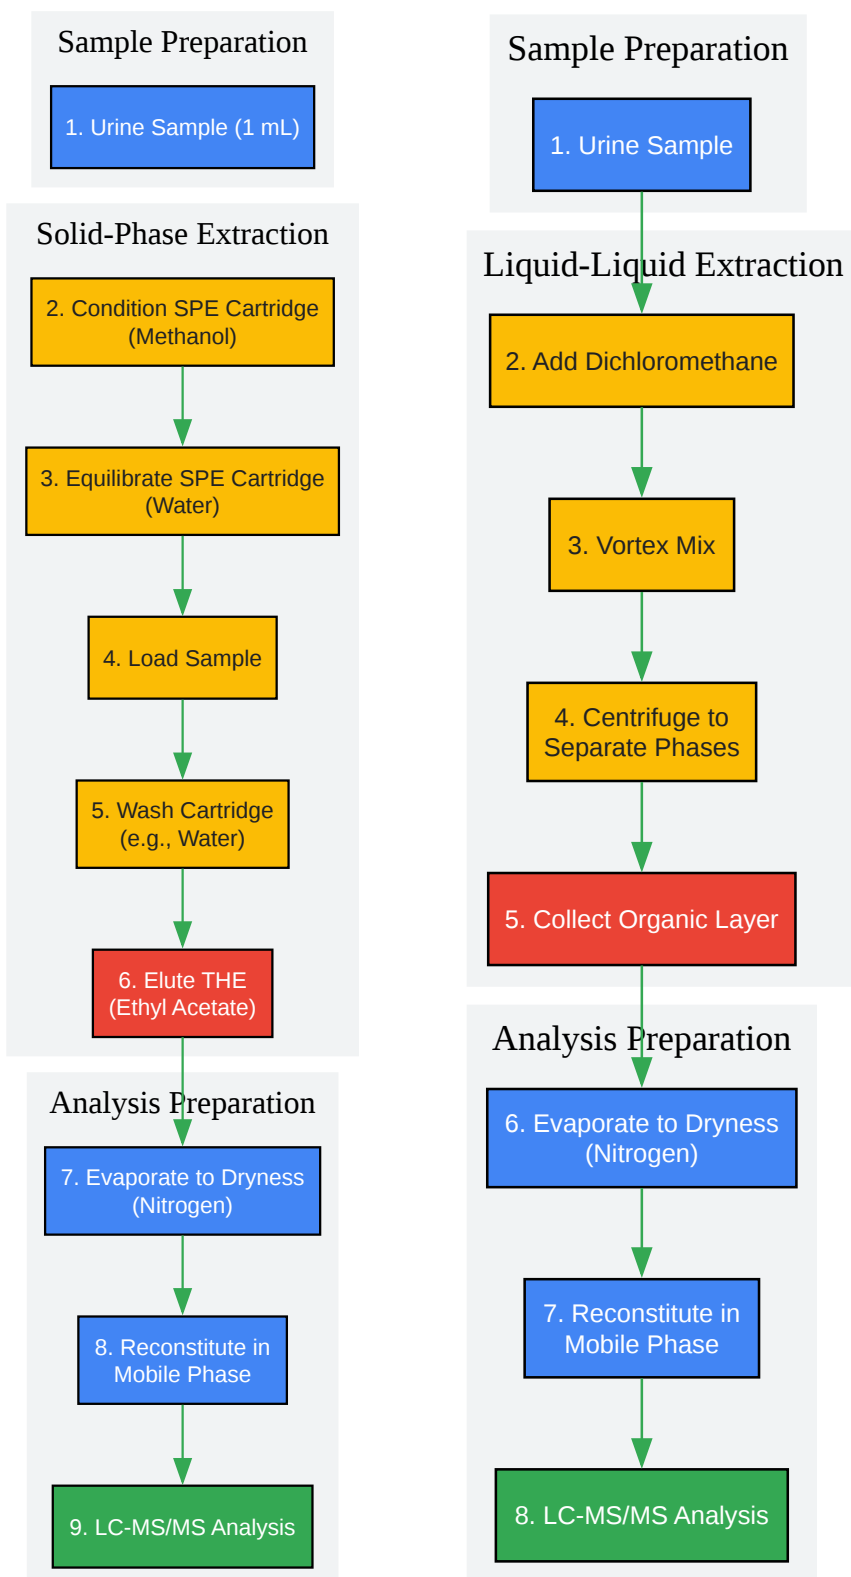 Sample Preparation
1. Urine Sample (1 mL)
Solid-Phase Extraction
2. Condition SPE Cartridge
(Methanol)
3. Equilibrate SPE Cartridge
(Water)
4. Load Sample
5. Wash Cartridge
(e.g., Water)
6. Elute THE
(Ethyl Acetate)
Analysis Preparation
7. Evaporate to Dryness
(Nitrogen)
8. Reconstitute in
Mobile Phase
9. LC-MS/MS Analysis
Sample Preparation
1. Urine Sample
Liquid-Liquid Extraction
2. Add Dichloromethane
3. Vortex Mix
4. Centrifuge to
Separate Phases
5. Collect Organic Layer
Analysis Preparation
6. Evaporate to Dryness
(Nitrogen)
7. Reconstitute in
Mobile Phase
8. LC-MS/MS Analysis